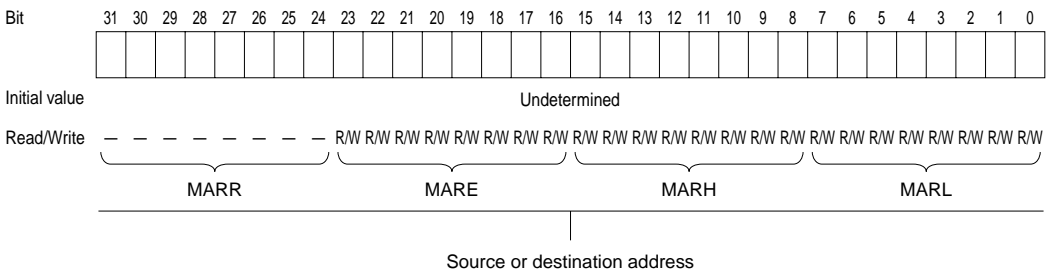 Bit 31 30 29 28 27 26 25 24 23 22 21 20 19 18 17 16 15 14 13 12 11 10 9 8 7 6 5 4 3 2 1 0
Initial value Undetermined
Read/Write — — — — — — — — R/W R/W R/W R/W R/W R/W R/W R/W R/W R/W R/W R/W R/W R/W R/W R/W R/W R/W R/W R/W R/W R/W R/W R/W
MARR MARE MARH MARL
Source or destination address